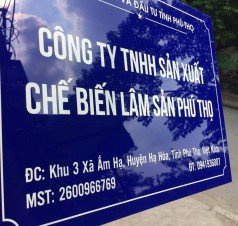 VÀ ĐẦU TƯ TỈNH PHÚ THỌ
CÔNG TY TNHH SẢN XUẤT
CHẾ BIẾN LÂM SẢN PHÚ THỌ
ĐC: Khu 3 Xã Ấm Hạ, Huyện Hạ Hòa, Tỉnh Phú Thọ, Việt Nam
MST: 2600966769
ĐT: